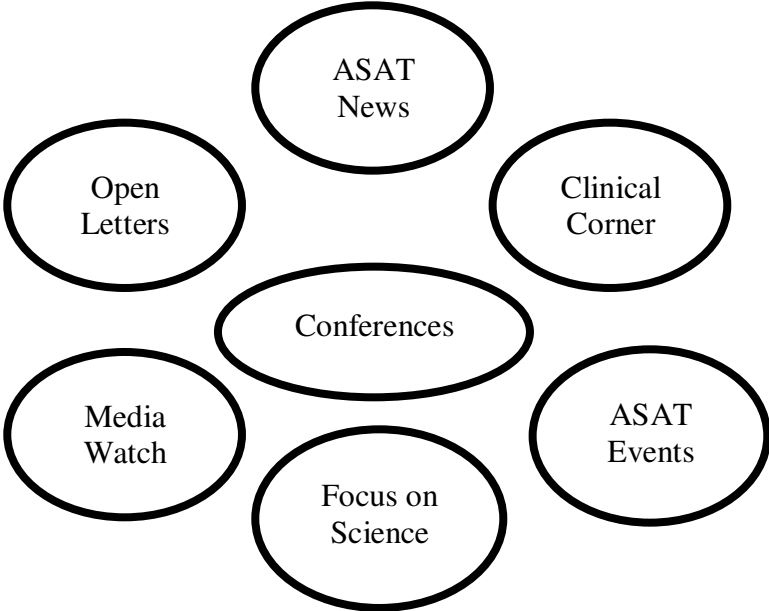 ASAT
News
Open
Letters
Clinical
Corner
Conferences
Media
Watch
ASAT
Events
Focus on
Science